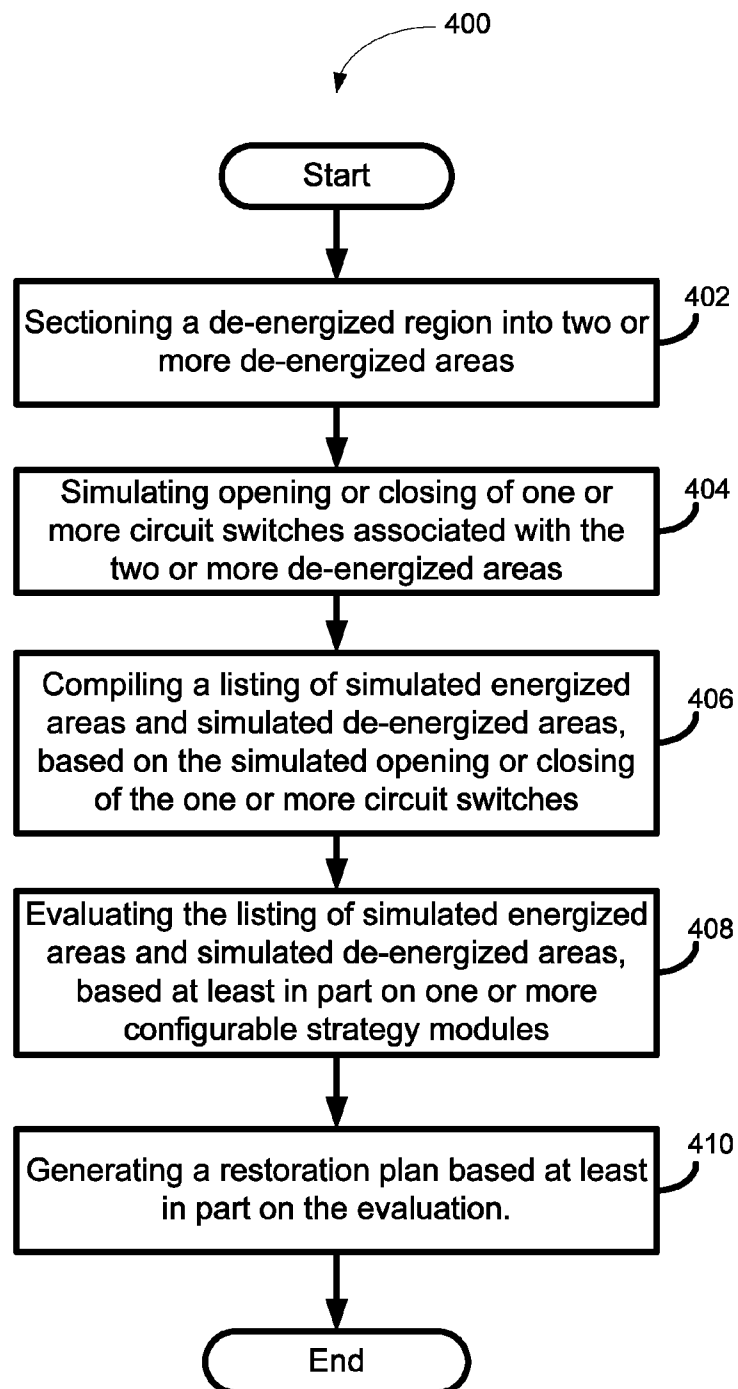 400
Start
Sectioning a de-energized region into two or
more de-energized areas
402
Simulating opening or closing of one or
more circuit switches associated with the
two or more de-energized areas
404
Compiling a listing of simulated energized
areas and simulated de-energized areas,
based on the simulated opening or closing
of the one or more circuit switches
406
Evaluating the listing of simulated energized
areas and simulated de-energized areas,
based at least in part on one or more
configurable strategy modules
408
Generating a restoration plan based at least
in part on the evaluation.
410
End